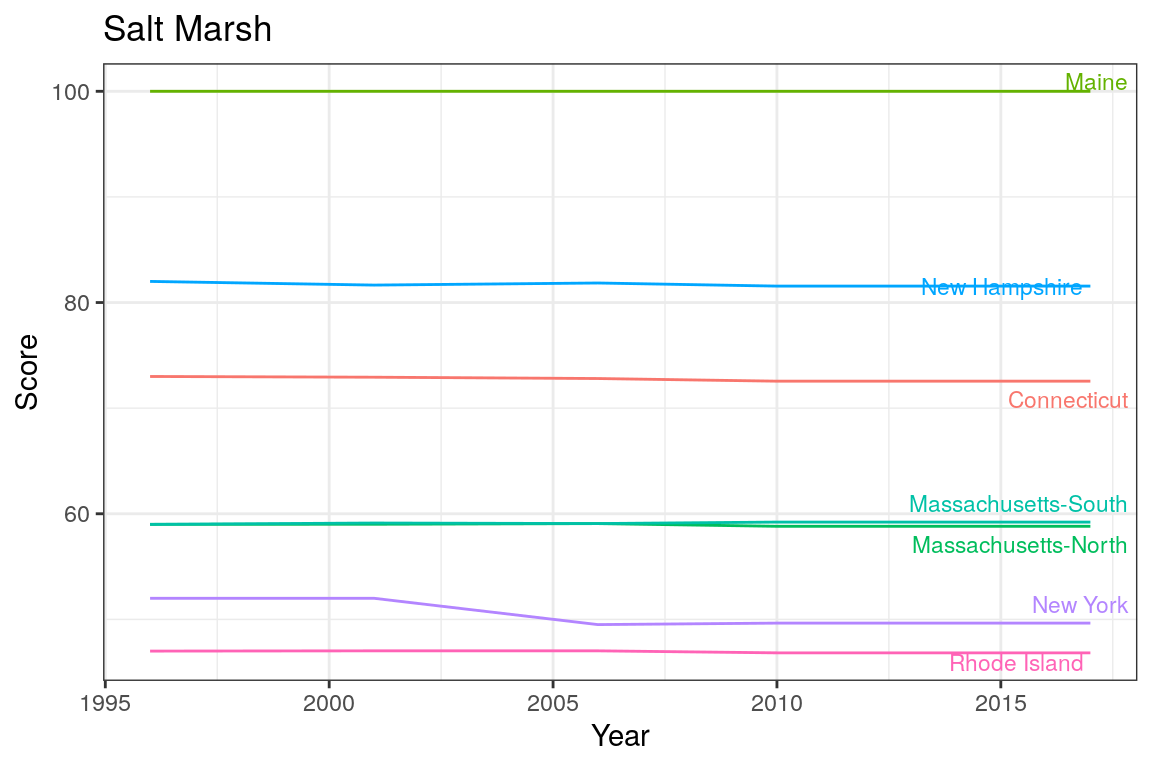 Salt Marsh
100
80
60
Score
Maine
New Hampshire
Connecticut
Massachusetts-South
Massachusetts-North
New York
Rhode Island
1995 2000 2005 2010 2015
Year